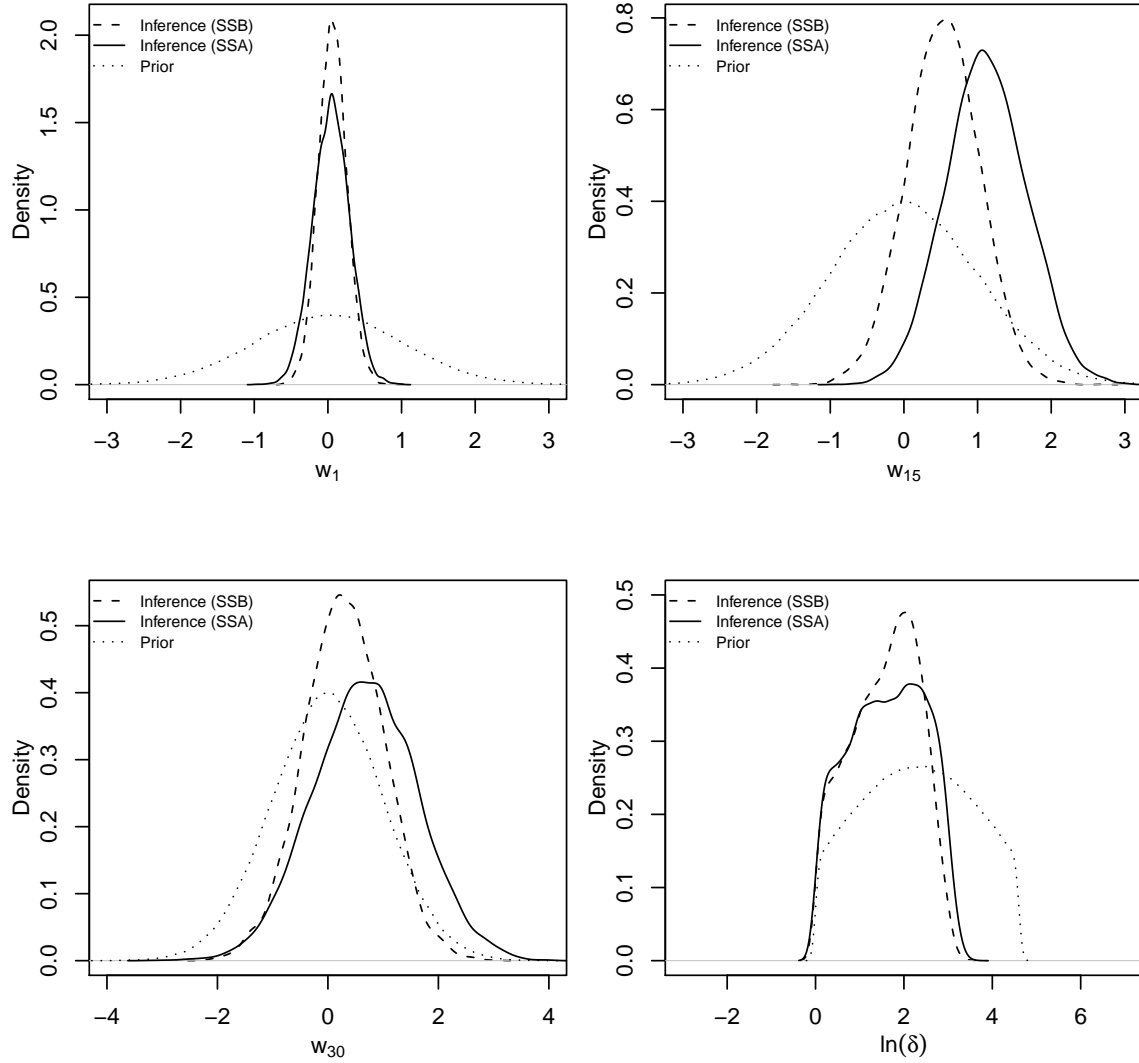 Inference (SSB)
Inference (SSA)
Prior
Density
0.0 0.5 1.0 1.5 2.0
−3 −2 −1 0 1 2 3
w1
Inference (SSB)
Inference (SSA)
Prior
Density
0.0 0.2 0.4 0.6 0.8
−3 −2 −1 0 1 2 3
w15
Inference (SSB)
Inference (SSA)
Prior
Density
0.0 0.1 0.2 0.3 0.4 0.5
−4 −2 0 2 4
w30
Inference (SSB)
Inference (SSA)
Prior
Density
0.0 0.1 0.2 0.3 0.4 0.5
−2 0 2 4 6
ln(δ)